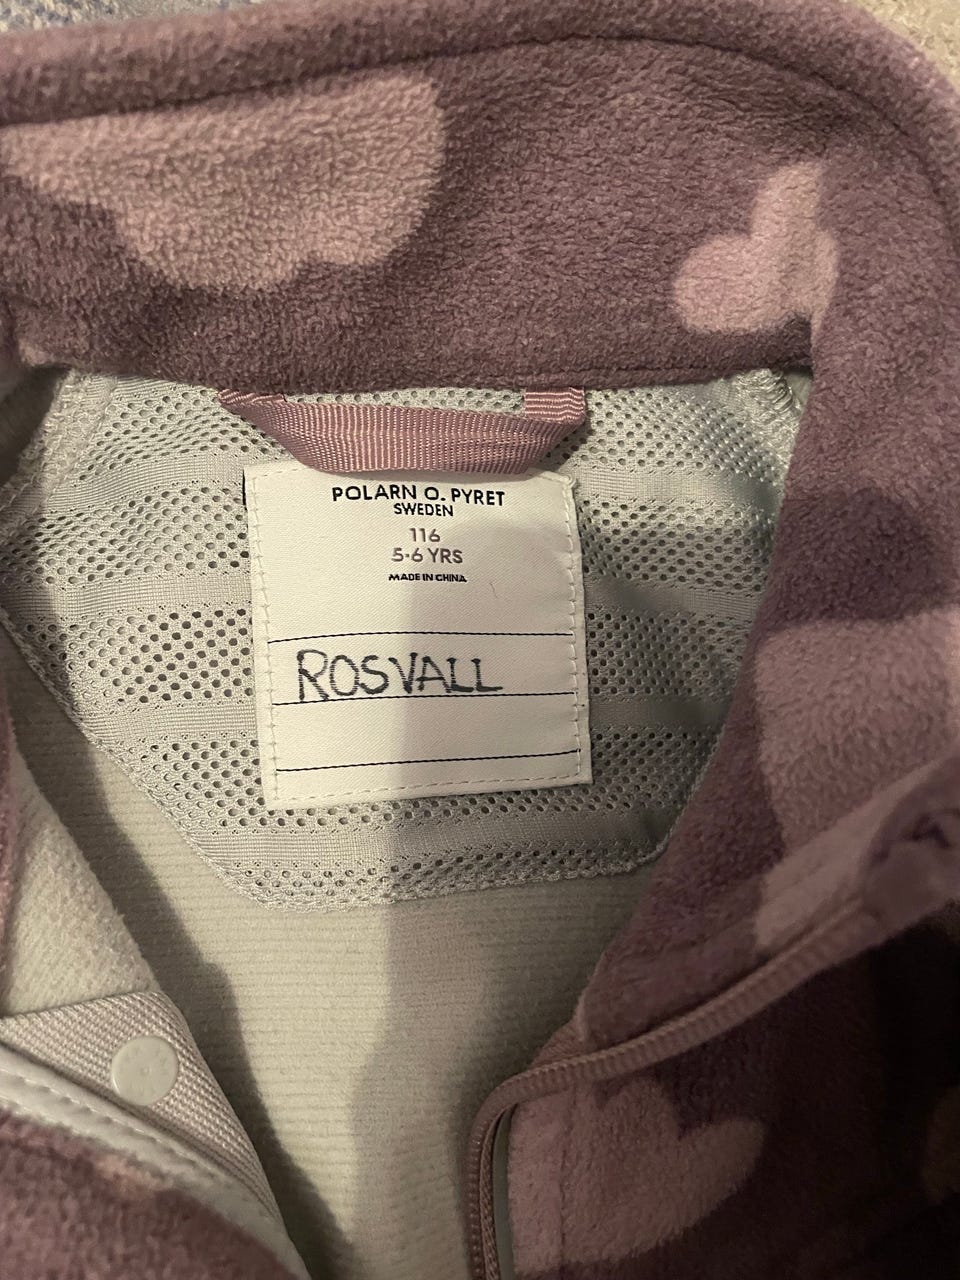 POLARN O. PYRET
SWEDEN
116
5-6 YRS
MADE IN CHINA
ROSVALL